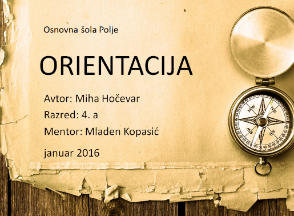 Osnovna šola Polje
ORIENTACIJA
Avtor: Miha Hočevar
Razred: 4. a
Mentor: Mladen Kopasić
januar 2016